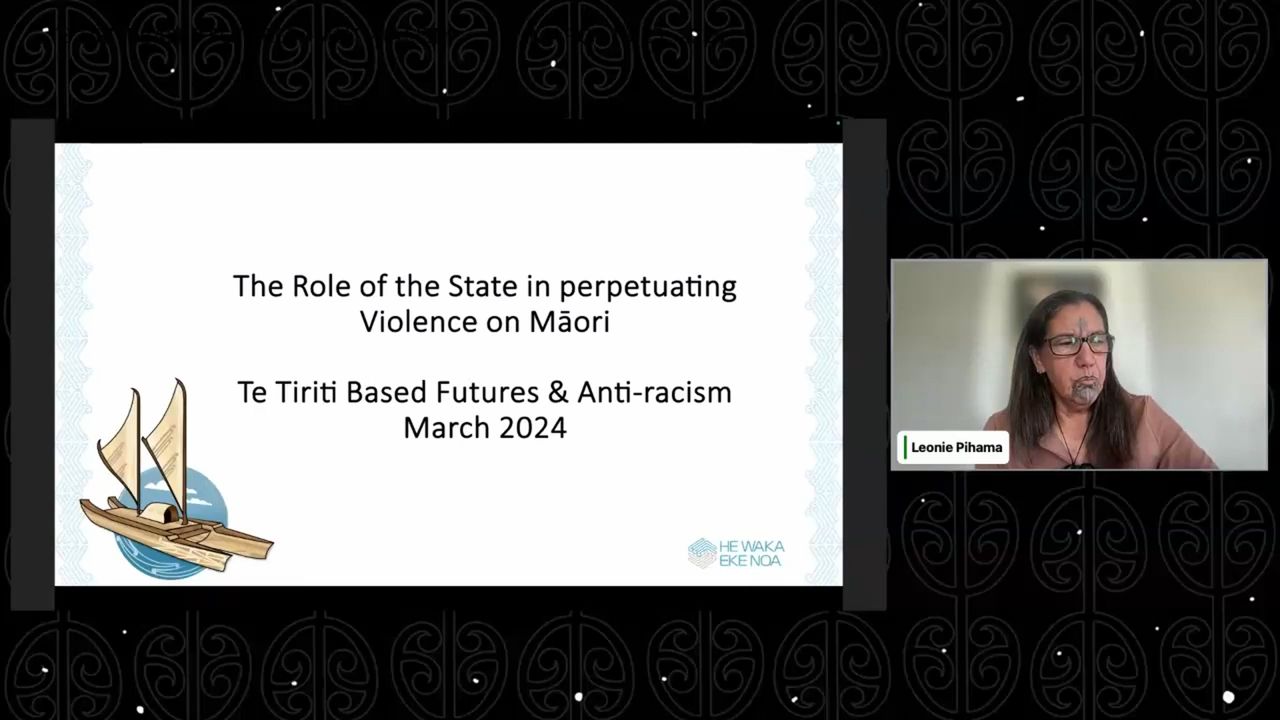 The Role of the State in perpetuating
Violence on Māori
Te Tiriti Based Futures & Anti-racism
March 2024
HE WAKA
EKE NOA
Leonie Pihama